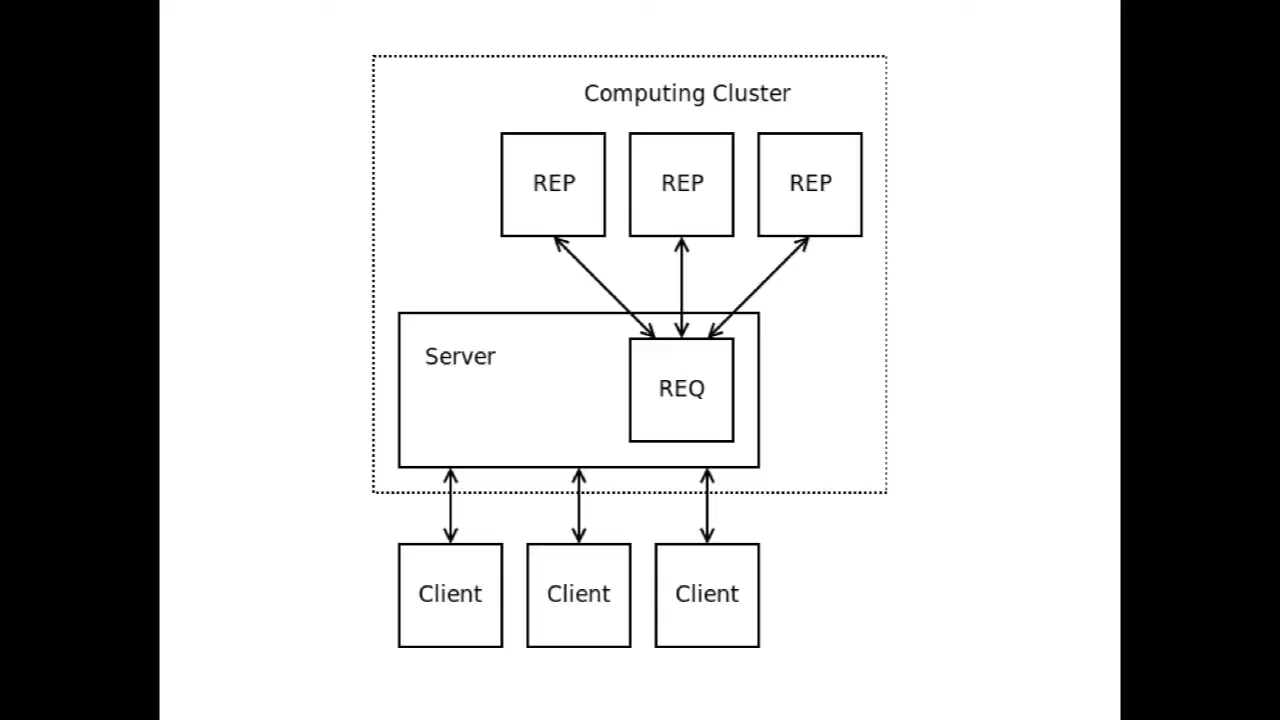 Computing Cluster
REP REP REP
Server
REQ
Client Client Client